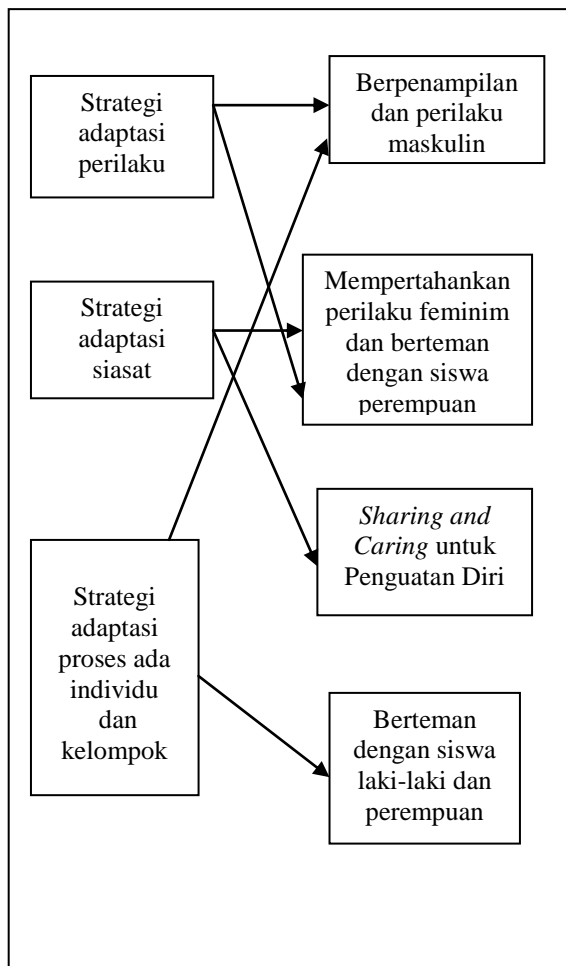 Strategi
adaptasi
perilaku
Berpenampilan
dan perilaku
maskulin
Strategi
adaptasi
siasat
Mempertahankan
perilaku feminim
dan berteman
dengan siswa
perempuan
Sharing and
Caring untuk
Penguatan Diri
Strategi
adaptasi
proses ada
individu
dan
kelompok
Berteman
dengan siswa
laki-laki dan
perempuan